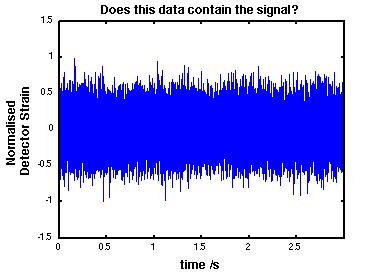 Does this data contain the signal?
1.5
1
0.5
0
-0.5
-1
-1.5
Normalised
Detector Strain
0 0.5 1 1.5 2 2.5
time /s